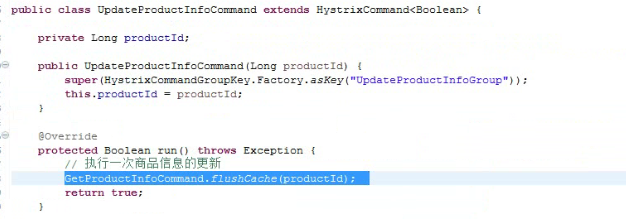 public class UpdateProductInfoCommand extends HystrixCommand<Boolean> {
private Long productId;
public UpdateProductInfoCommand(Long productId) {
super(HystrixCommandGroupKey.Factory.asKey("UpdateProductInfoGroup"));
this.productId = productId;
}
@Override
protected Boolean run() throws Exception {
// 执行一次商品信息的更新
GetProductInfoCommand.flushCache(productId);
return true;
}